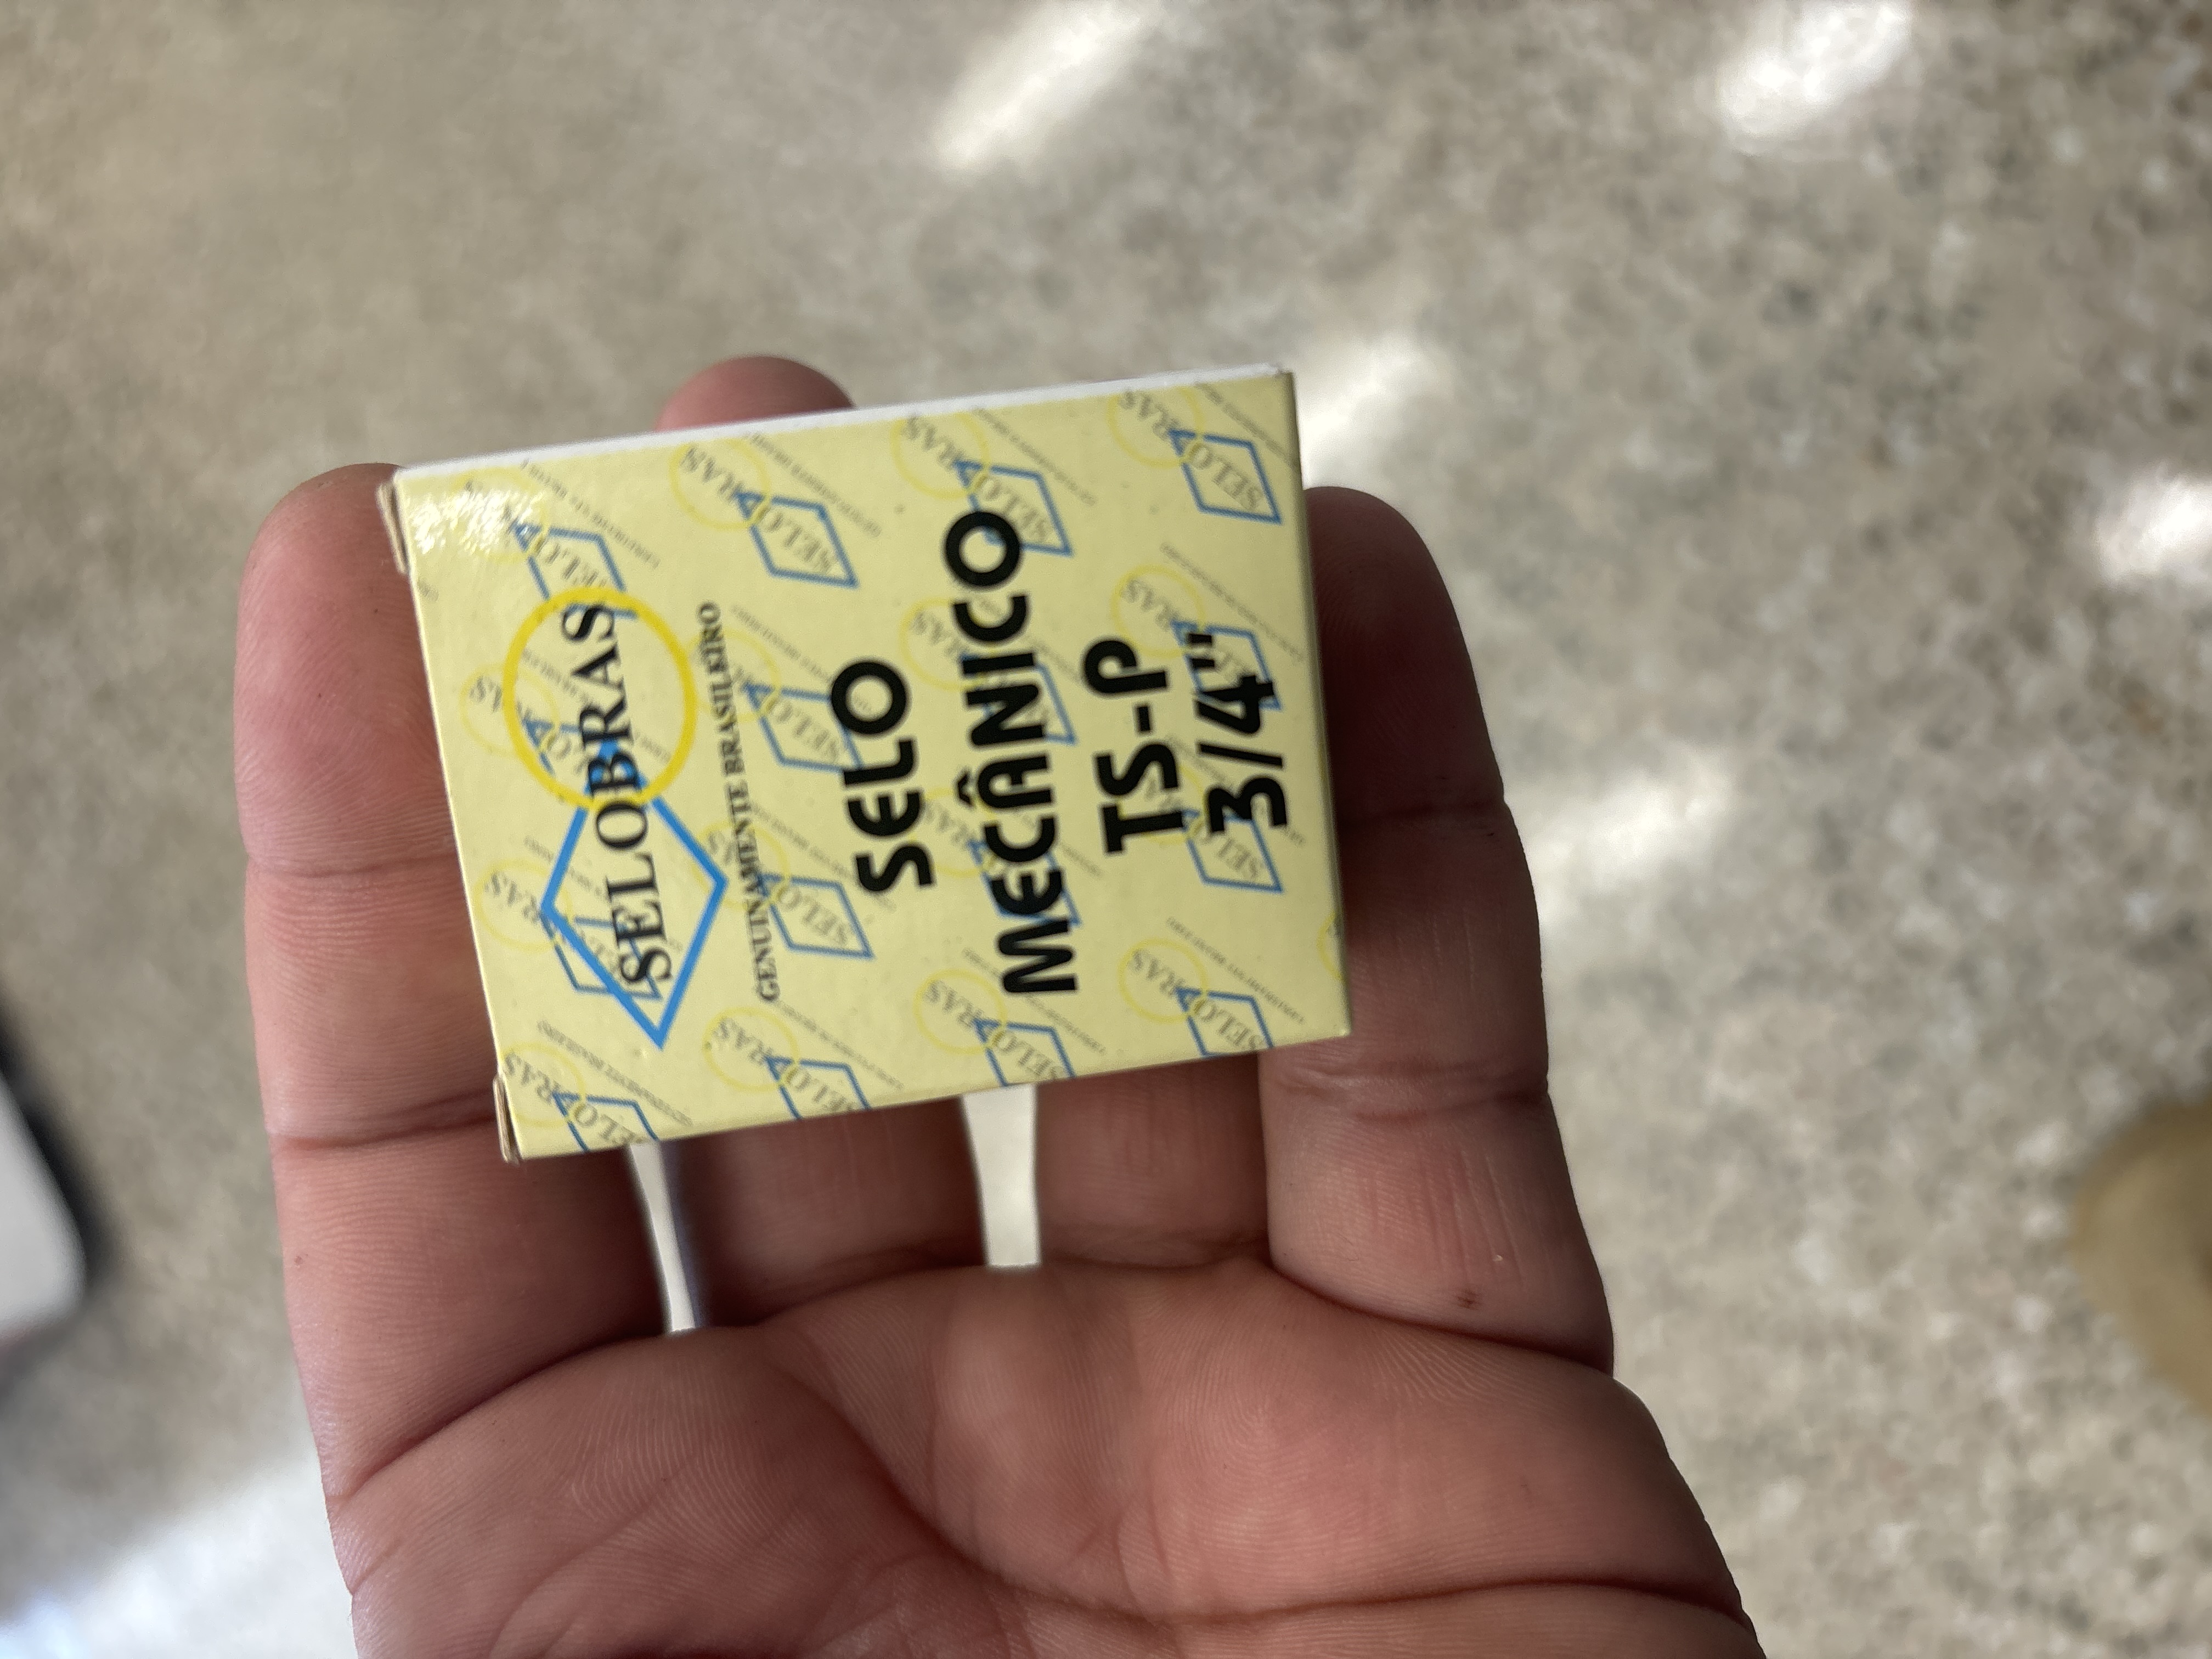 SELOBRAS
GENUINAMENTE BRASILEIRO
SELO
MECÂNICO
TS-P
3/4"